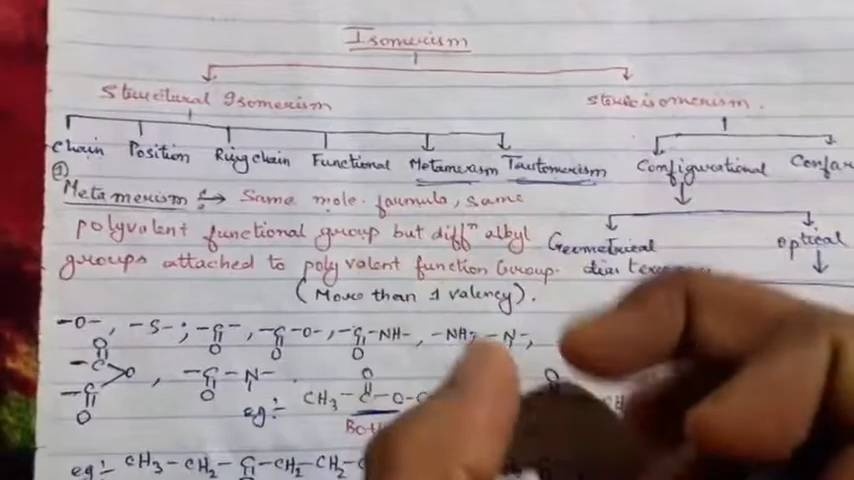 Isomerism
Structural Isomerism
Stereisomerism.
Chain Position Ring chain Functional Metamerism Tautomerism
Configurational
① Metamerism → Same mole. formula, same
polyvalent functional group but diffⁿ alkyl
groups attached to polyvalent function Group.
(More than 1 valency).
Geometrical
optical
-O-, -S-; -C-, -C-O-, -C-NH-, -NH-, -N-,
O O O
-C O
-C
O
, -C-N-.
O
eg:- CH3-C-O-
O
eg:- CH3-CH2-C-CH2-CH2